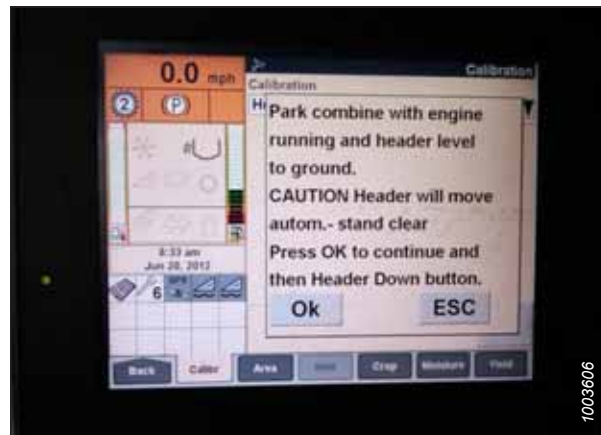 0.0 mph
Calibration
Calibration
2 P
He
Park combine with engine
running and header level
to ground.
CAUTION Header will move
autom.- stand clear
Press OK to continue and
then Header Down button.
Ok ESC
8:33 am
Jun 20, 2012
6
Back Calibr Area Crop Moisture Yield
1003606